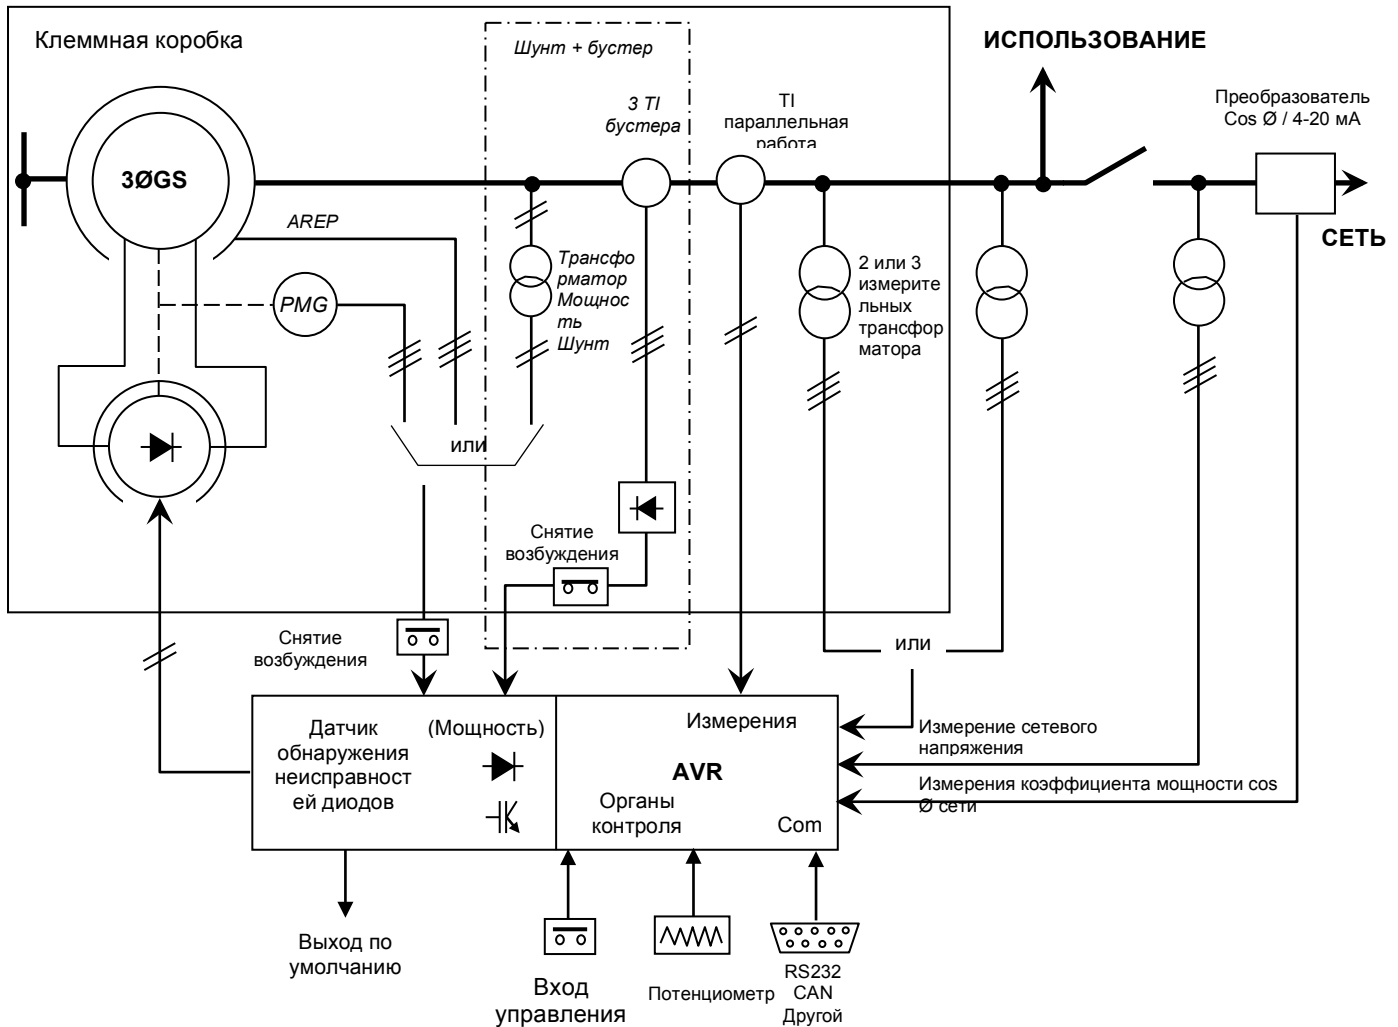 Клеммная коробка
Шунт + бустер
ИСПОЛЬЗОВАНИЕ
3 TI
бустера
TI
параллельная
работа
Преобразователь
Cos Ø / 4-20 мА
3ØGS
AREP
СЕТЬ
PMG
Трансфо
рматор
Мощнос
ть
Шунт
2 или 3
измерите
льных
трансфор
матора
или
Снятие
возбуждения
Снятие
возбуждения
или
Датчик
обнаружения
неисправност
ей диодов
(Мощность)
Измерения
AVR
Органы
контроля
Com
Измерение сетевого
напряжения
Измерения коэффициента мощности cos
Ø сети
Выход по
умолчанию
Вход
управления
Потенциометр
RS232
CAN
Другой